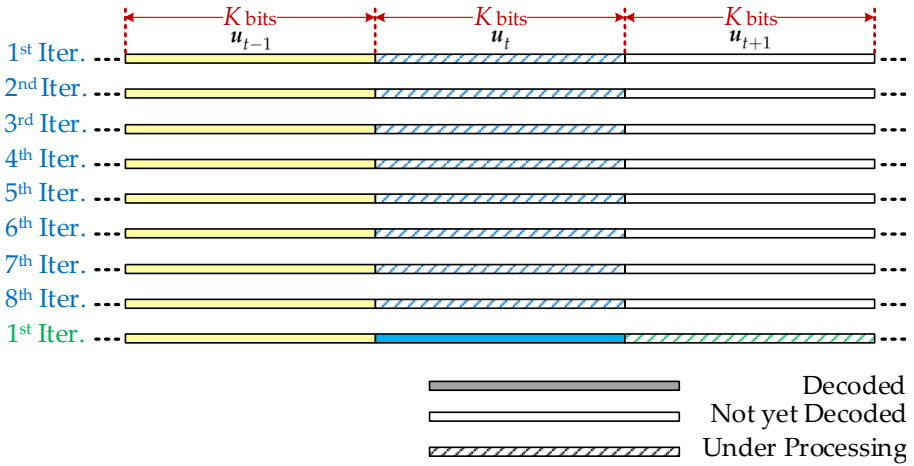 K bits K bits K bits
u_{t−1} u_t u_{t+1}
1st Iter.
2nd Iter.
3rd Iter.
4th Iter.
5th Iter.
6th Iter.
7th Iter.
8th Iter.
1st Iter.
Decoded
Not yet Decoded
Under Processing